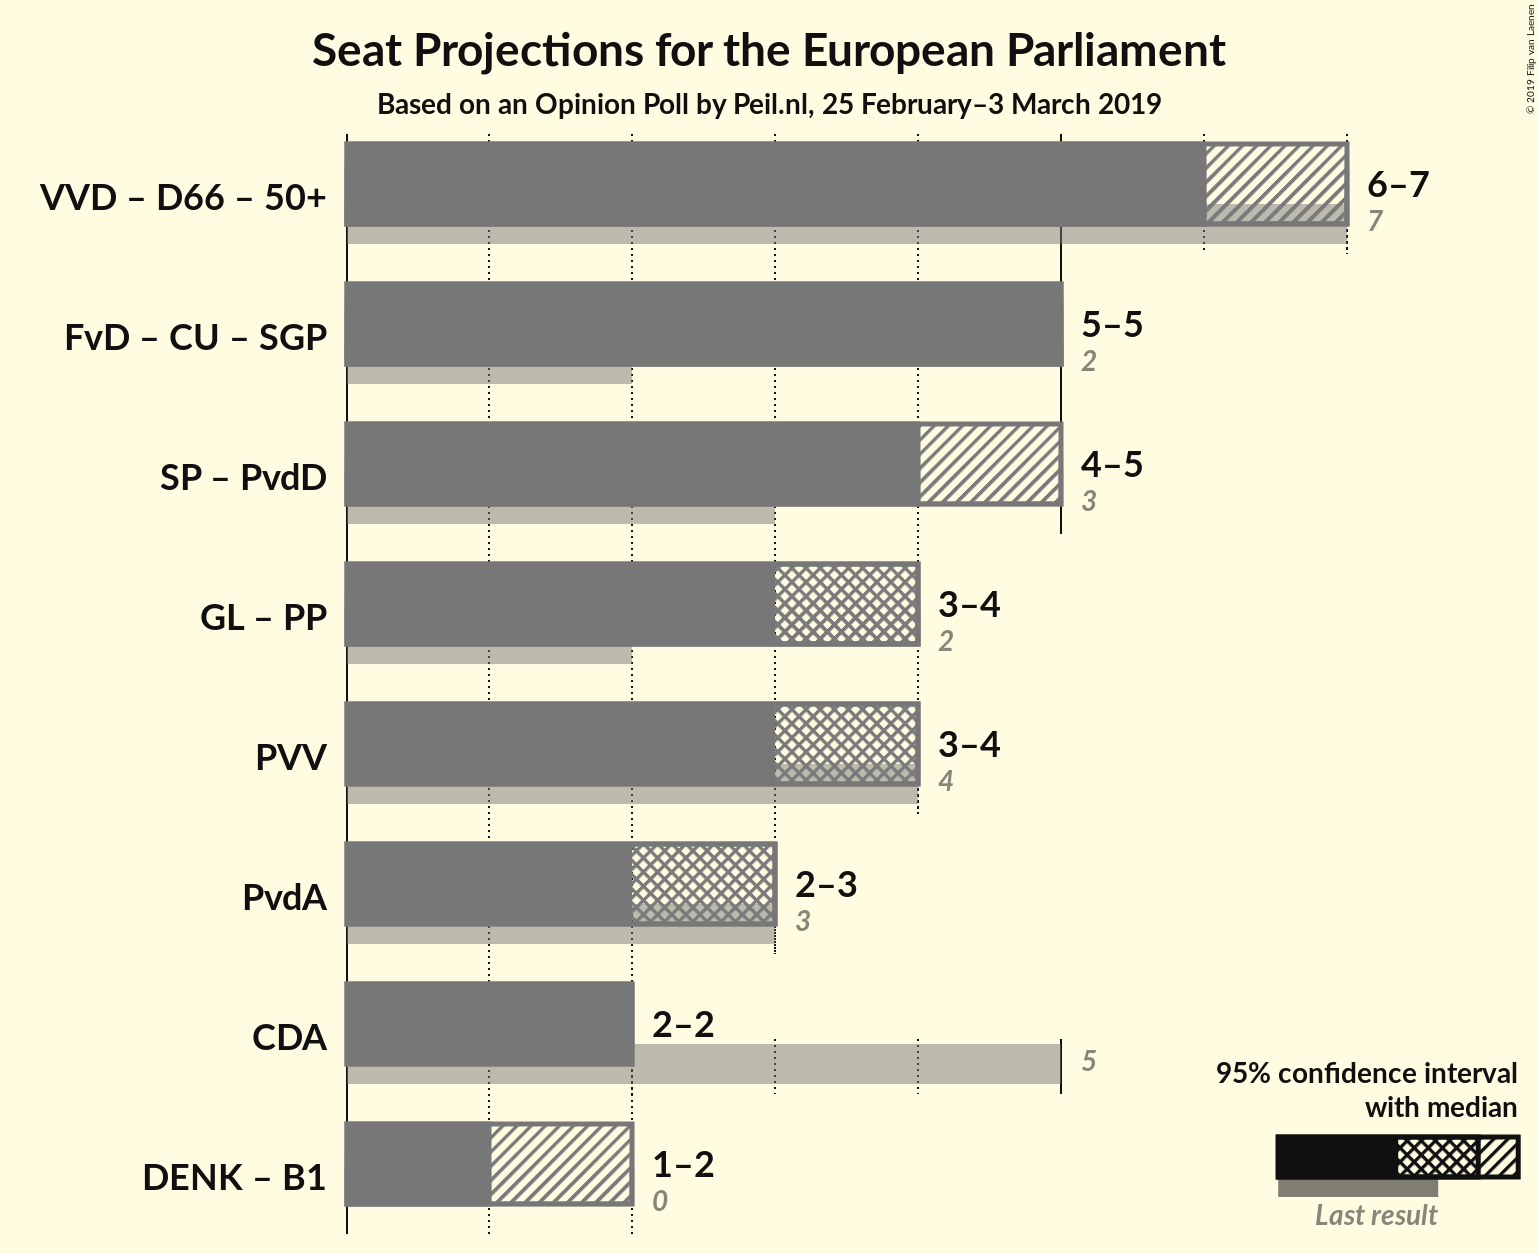 Seat Projections for the European Parliament
Based on an Opinion Poll by Peil.nl, 25 February–3 March 2019
© 2019 Filip van Laenen
VVD – D66 – 50+
6–7
7
FvD – CU – SGP
5–5
2
SP – PvdD
4–5
3
GL – PP
3–4
2
PVV
3–4
4
PvdA
2–3
3
CDA
2–2
5
DENK – B1
1–2
0
95% confidence interval
with median
Last result